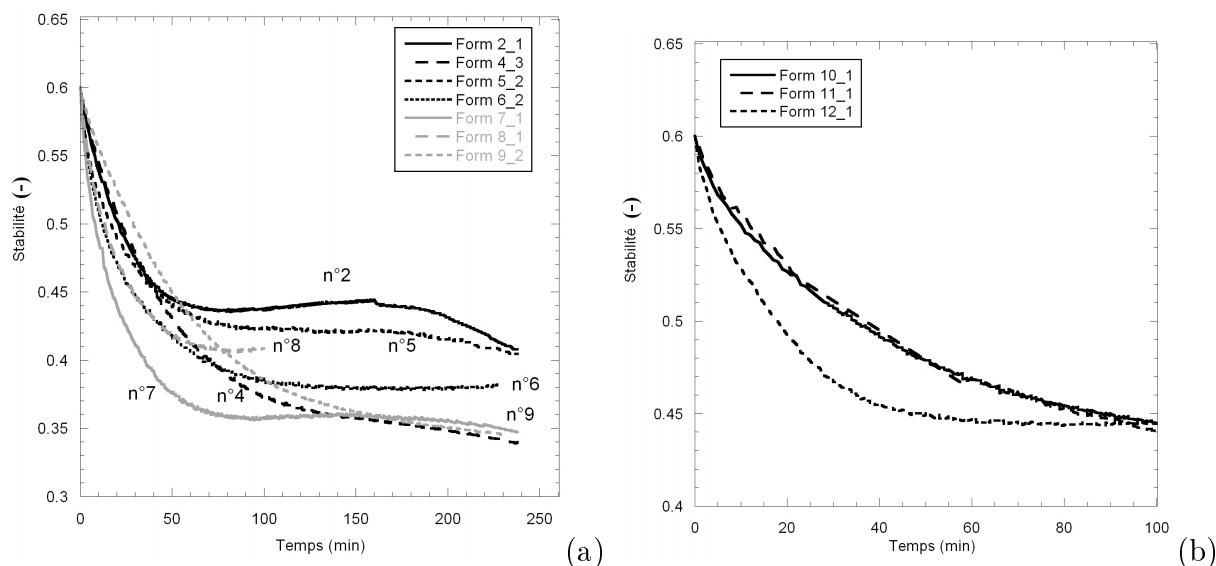 0.65
0.6
0.55
0.5
0.45
0.4
0.35
0.3
Stabilité (-)
Form 2_1
Form 4_3
Form 5_2
Form 6_2
Form 7_1
Form 8_1
Form 9_2
n°2
n°8
n°5
n°7
n°4
n°6
n°9
0 50 100 150 200 250
Temps (min)
(a)
0.65
0.6
0.55
0.5
0.45
0.4
Stabilité (-)
Form 10_1
Form 11_1
Form 12_1
0 20 40 60 80 100
Temps (min)
(b)